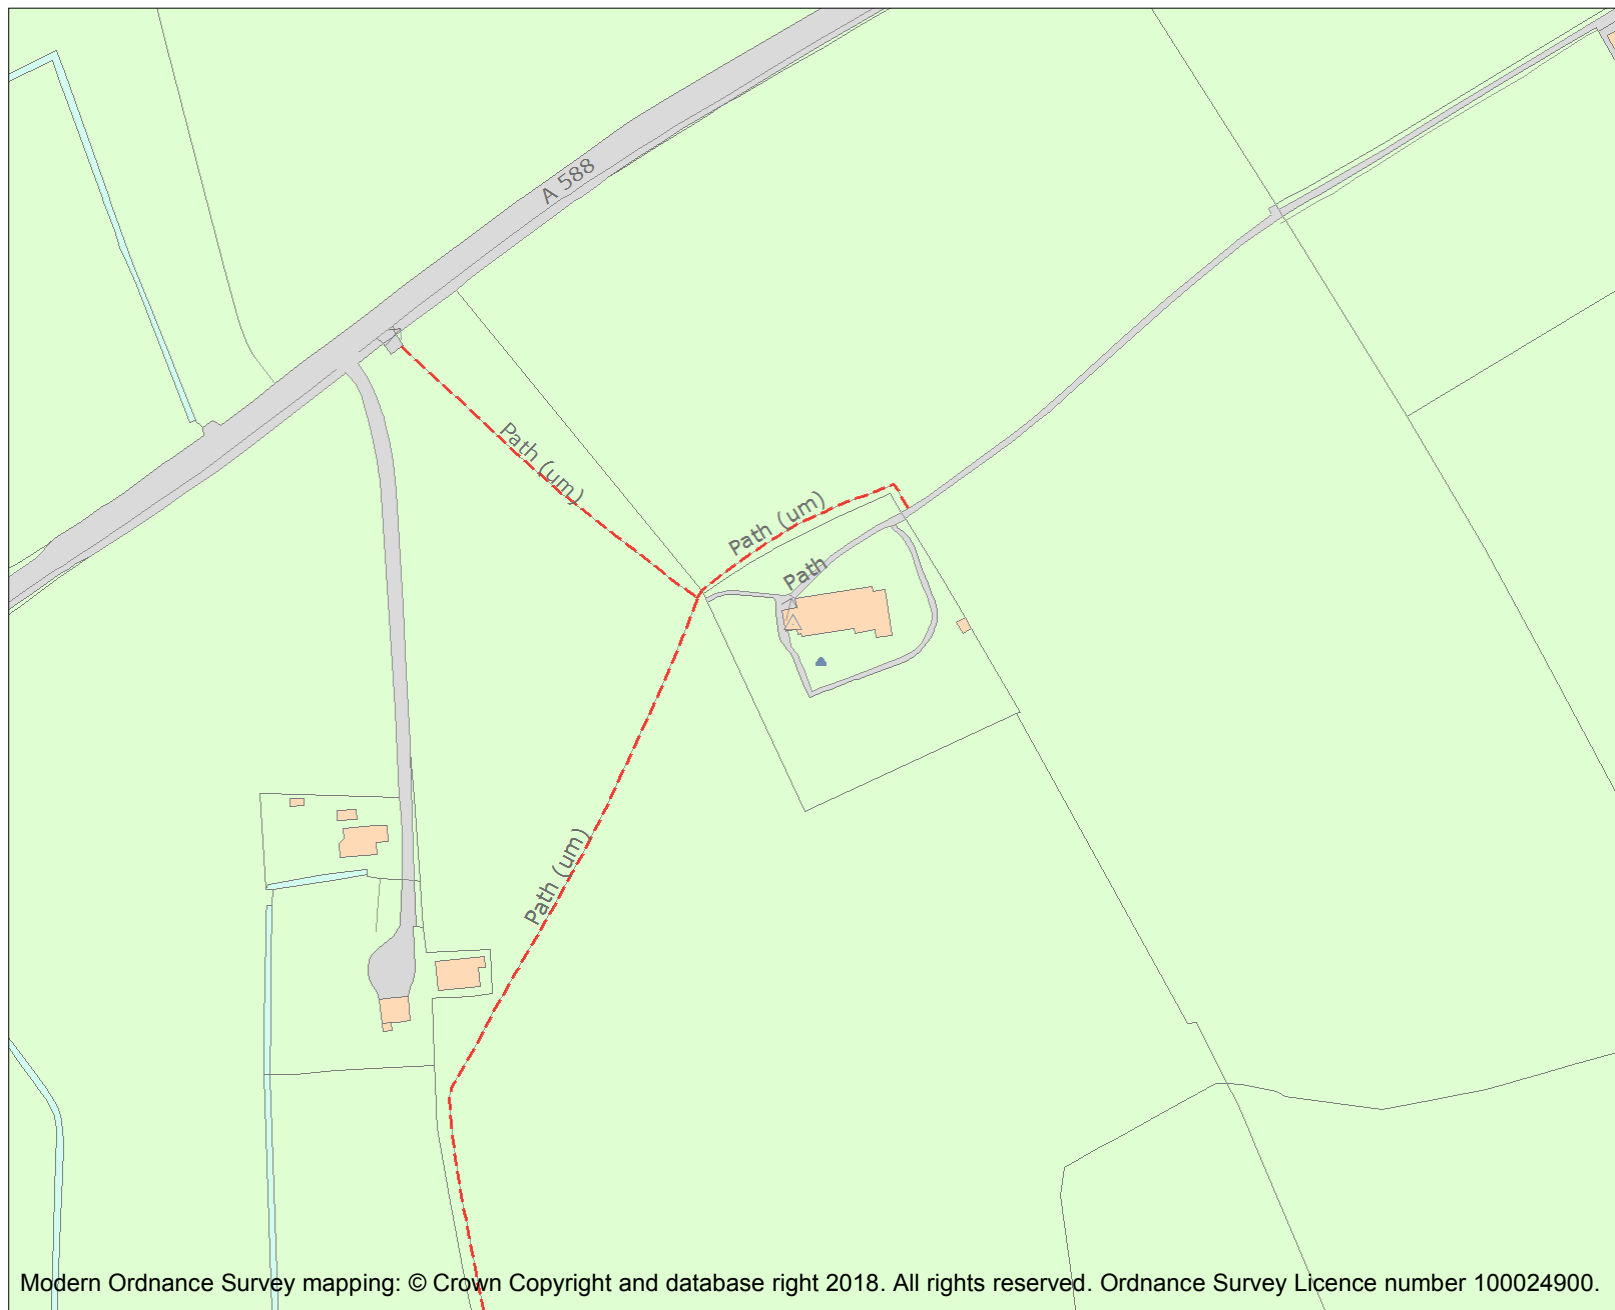 A 588
Path (um)
Path (um)
Path
Path (um)
Modern Ordnance Survey mapping: © Crown Copyright and database right 2018. All rights reserved. Ordnance Survey Licence number 100024900.